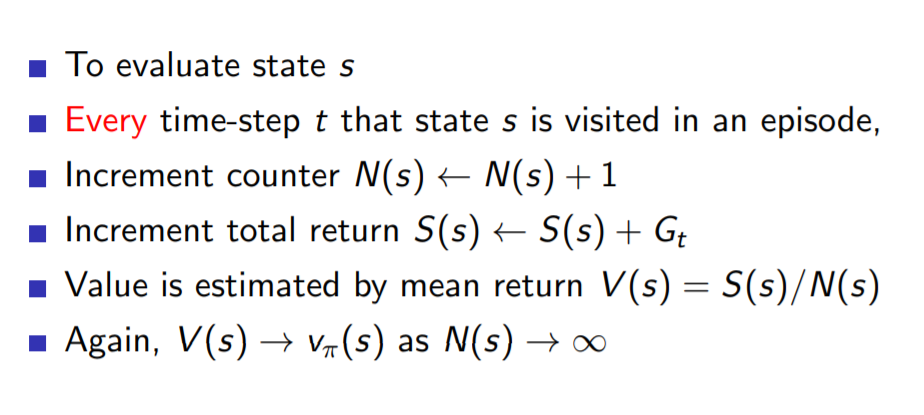 To evaluate state s
Every time-step t that state s is visited in an episode,
Increment counter N(s) ← N(s) + 1
Increment total return S(s) ← S(s) + Gₜ
Value is estimated by mean return V(s) = S(s)/N(s)
Again, V(s) → v_π(s) as N(s) → ∞